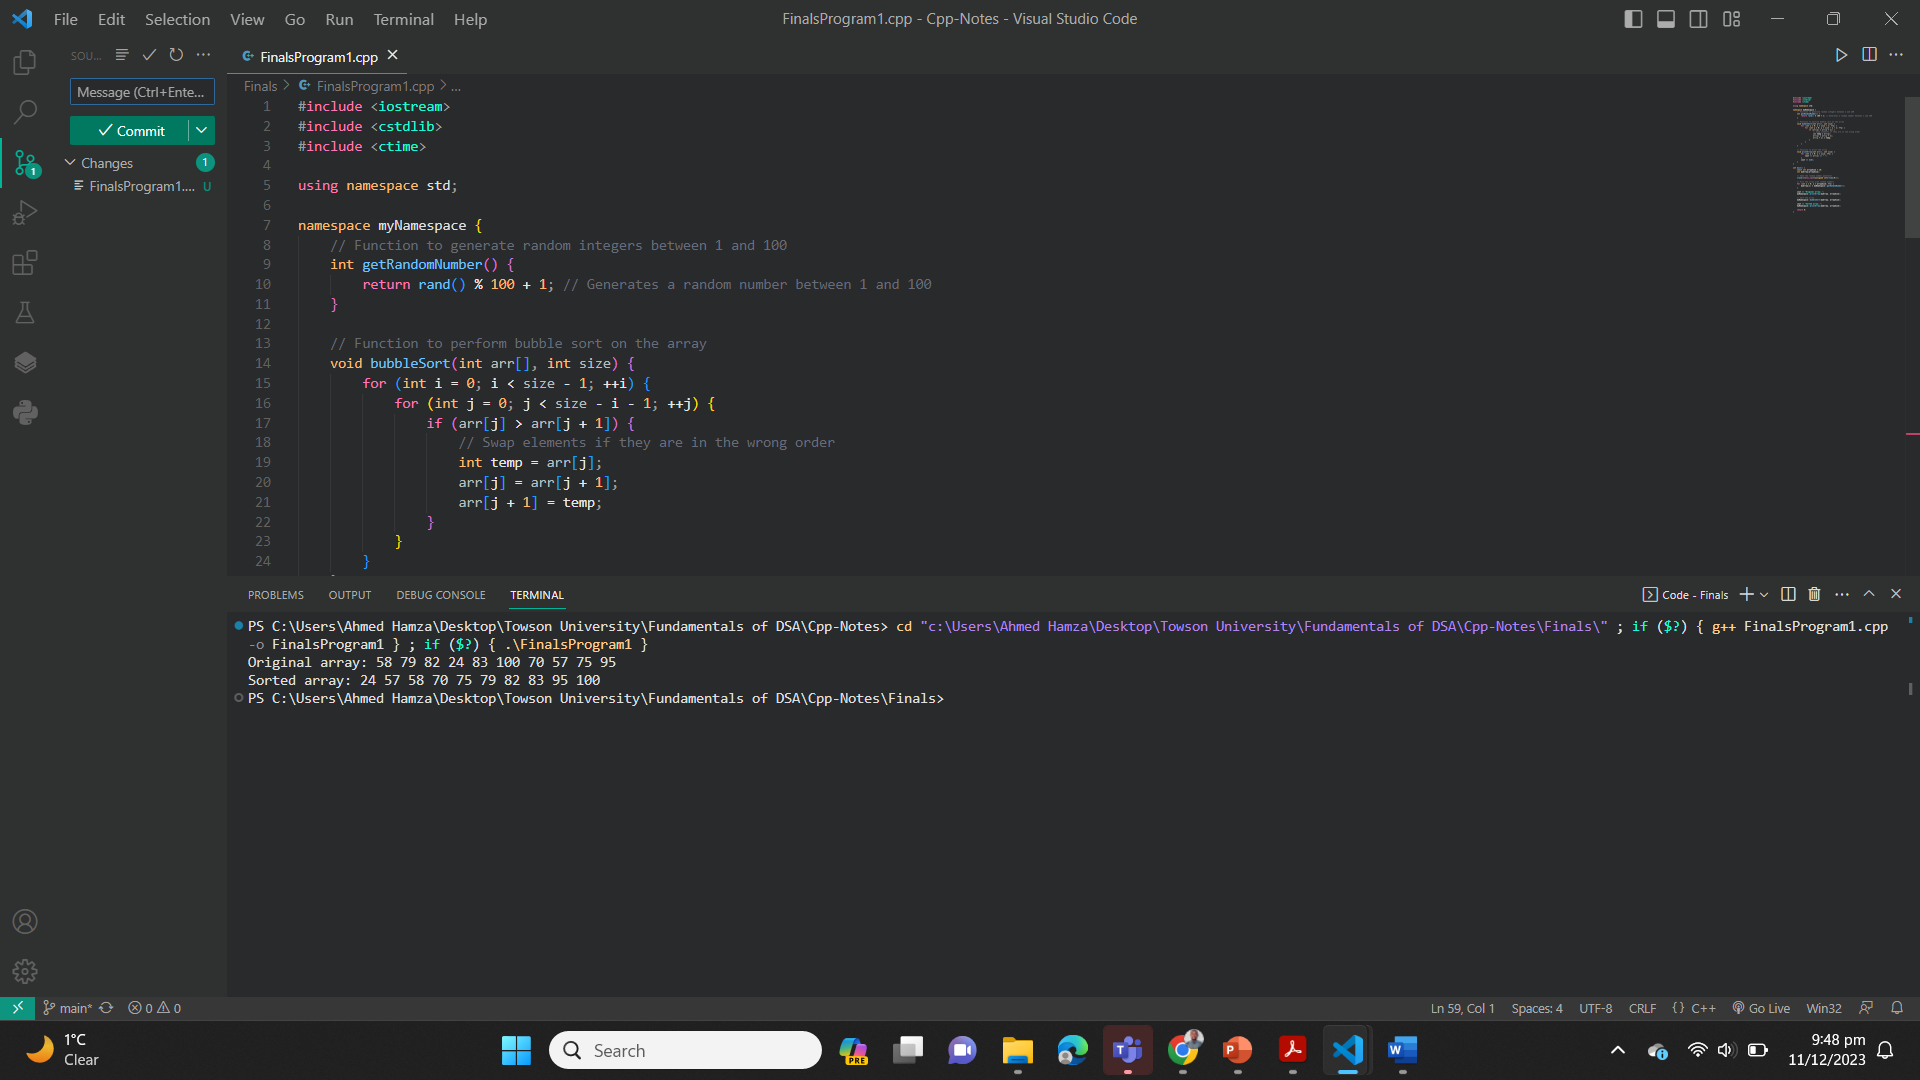 File Edit Selection View Go Run Terminal Help
FinalsProgram1.cpp - Cpp-Notes - Visual Studio Code
SOU...
Message (Ctrl+Ente...
Commit
Changes 1
FinalsProgram1.... U
1
FinalsProgram1.cpp
Finals > FinalsProgram1.cpp > ...
1 #include <iostream>
2 #include <cstdlib>
3 #include <ctime>
4
5 using namespace std;
6
7 namespace myNamespace {
8 // Function to generate random integers between 1 and 100
9 int getRandomNumber() {
10 return rand() % 100 + 1; // Generates a random number between 1 and 100
11 }
12
13 // Function to perform bubble sort on the array
14 void bubbleSort(int arr[], int size) {
15 for (int i = 0; i < size - 1; ++i) {
16 for (int j = 0; j < size - i - 1; ++j) {
17 if (arr[j] > arr[j + 1]) {
18 // Swap elements if they are in the wrong order
19 int temp = arr[j];
20 arr[j] = arr[j + 1];
21 arr[j + 1] = temp;
22 }
23 }
24 }
PROBLEMS OUTPUT DEBUG CONSOLE TERMINAL
Code - Finals
PS C:\Users\Ahmed Hamza\Desktop\Towson University\Fundamentals of DSA\Cpp-Notes> cd "c:\Users\Ahmed Hamza\Desktop\Towson University\Fundamentals of DSA\Cpp-Notes\Finals\" ; if ($?) { g++ FinalsProgram1.cpp
-o FinalsProgram1 } ; if ($?) { .\FinalsProgram1 }
Original array: 58 79 82 24 83 100 70 57 75 95
Sorted array: 24 57 58 70 75 79 82 83 95 100
PS C:\Users\Ahmed Hamza\Desktop\Towson University\Fundamentals of DSA\Cpp-Notes\Finals>
main* 0 0
Ln 59, Col 1 Spaces: 4 UTF-8 CRLF {} C++ Go Live Win32
1°C
Clear
Search
PRE
9:48 pm
11/12/2023